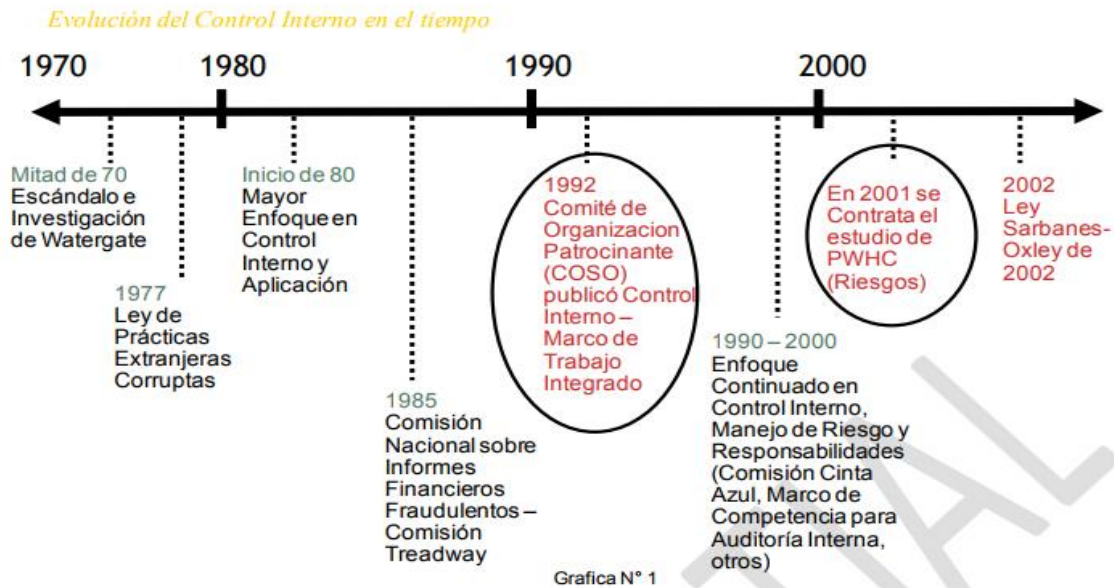 Evolución del Control Interno en el tiempo
1970
1980
1990
2000
Mitad de 70
Escándalo e
Investigación
de Watergate
1977
Ley de
Prácticas
Extranjeras
Corruptas
Inicio de 80
Mayor
Enfoque en
Control
Interno y
Aplicación
1985
Comisión
Nacional sobre
Informes
Financieros
Fraudulentos –
Comisión
Treadway
1992
Comité de
Organizacion
Patrocinante
(COSO)
publicó Control
Interno –
Marco de
Trabajo
Integrado
1990 – 2000
Enfoque
Continuado en
Control Interno,
Manejo de Riesgo y
Responsabilidades
(Comisión Cinta
Azul, Marco de
Competencia para
Auditoría Interna,
otros)
En 2001 se
Contrata el
estudio de
PWHC
(Riesgos)
2002
Ley
Sarbanes-
Oxley de
2002
Grafica N° 1
TIAL